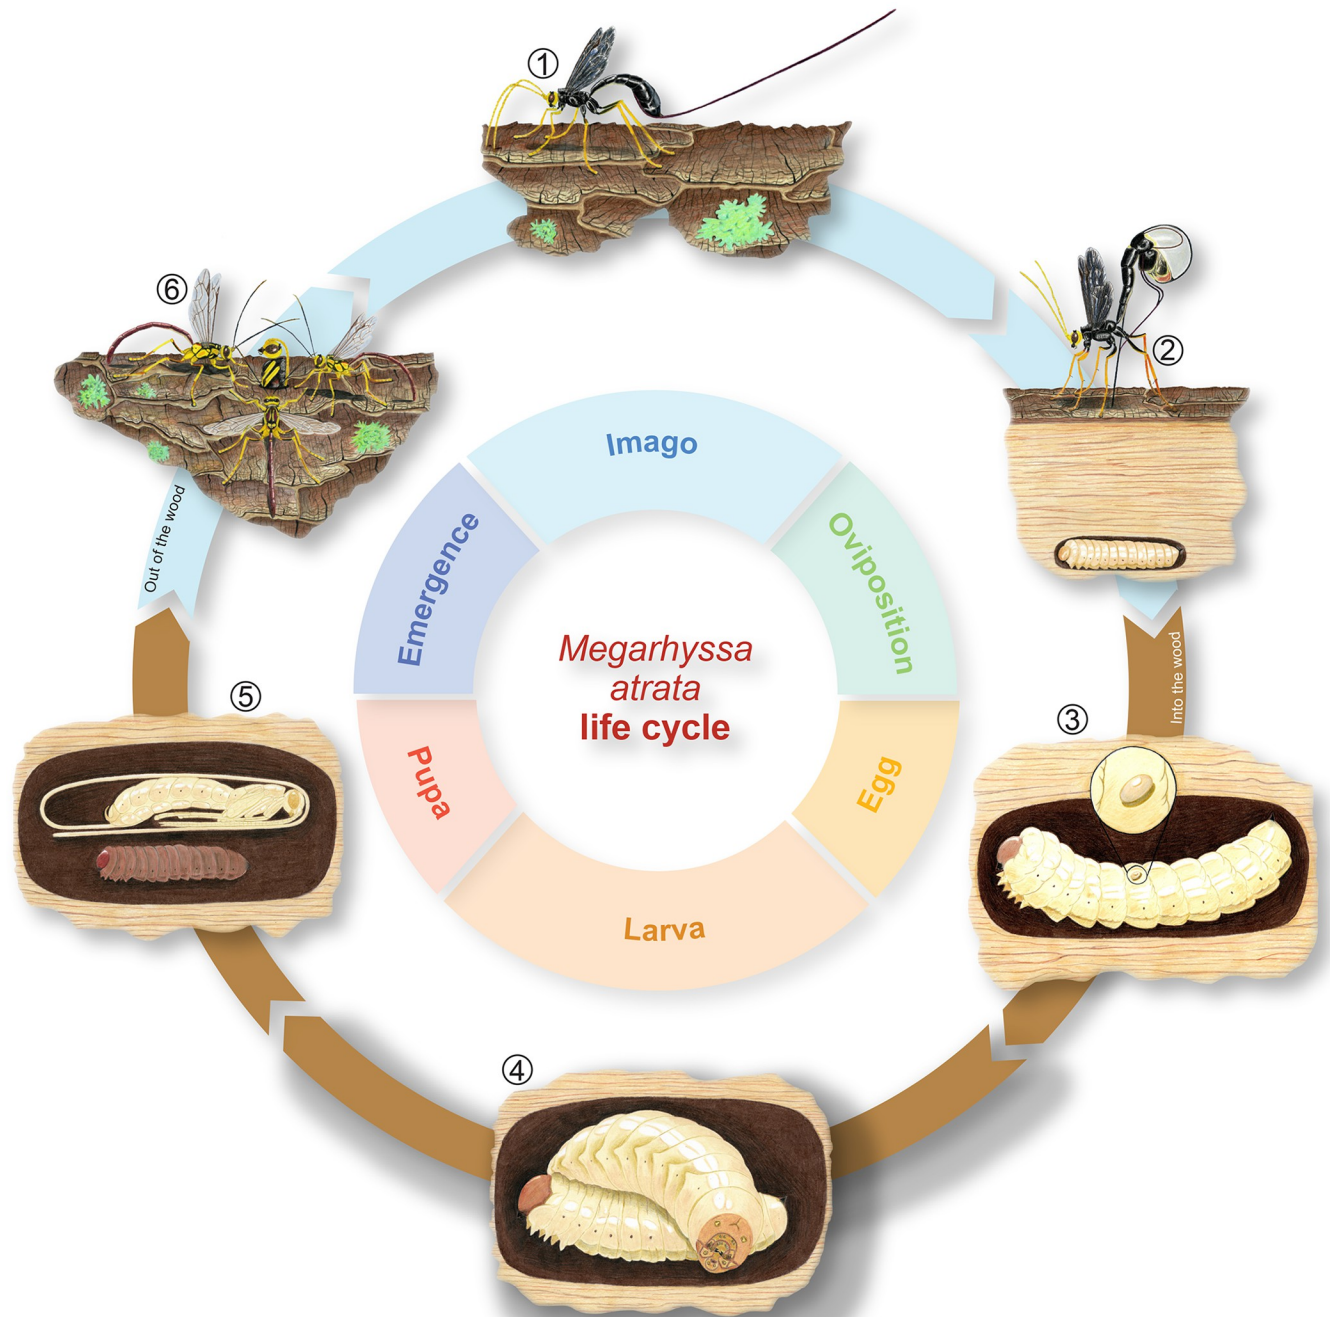 ①
⑥
②
Imago
Emergence
Oviposition
Out of the wood
Megarhyssa
atrata
life cycle
Into the wood
⑤
③
Pupa
Egg
Larva
④